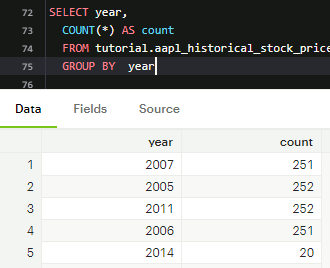 72 SELECT year,
73 COUNT(*) AS count
74 FROM tutorial.aapl_historical_stock_price
75 GROUP BY year
76
Data Fields Source
year count
1 2007 251
2 2005 252
3 2011 252
4 2006 251
5 2014 20